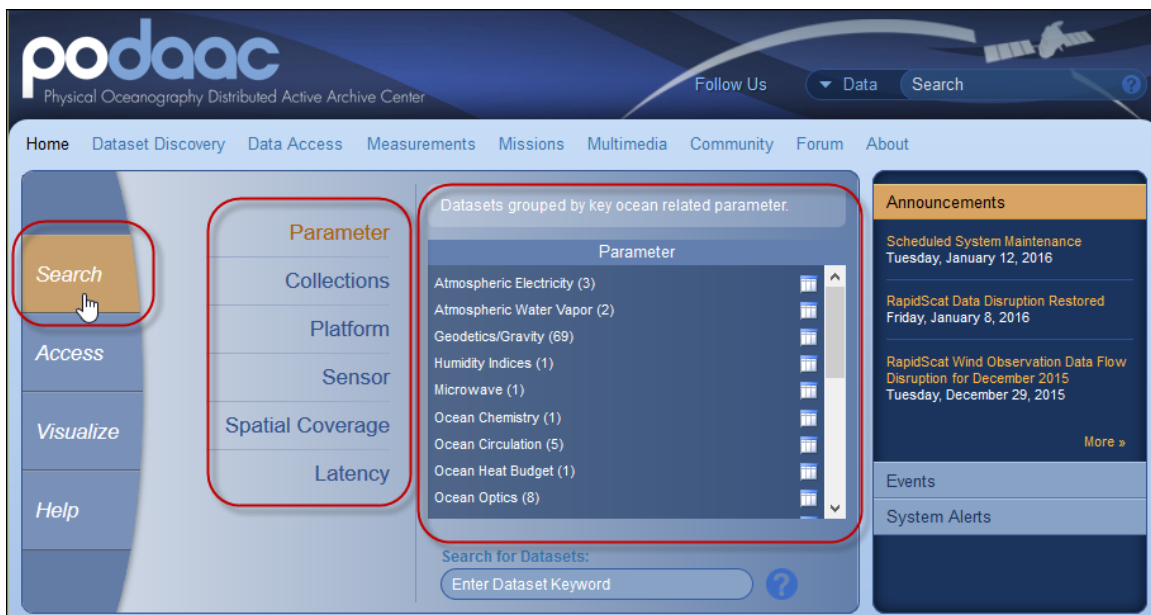 podaac
Physical Oceanography Distributed Active Archive Center
Follow Us
Data
Search
?
Home Dataset Discovery Data Access Measurements Missions Multimedia Community Forum About
Search
Access
Visualize
Help
Parameter
Collections
Platform
Sensor
Spatial Coverage
Latency
Datasets grouped by key ocean related parameter.
Parameter
Atmospheric Electricity (3)
Atmospheric Water Vapor (2)
Geodetics/Gravity (69)
Humidity Indices (1)
Microwave (1)
Ocean Chemistry (1)
Ocean Circulation (5)
Ocean Heat Budget (1)
Ocean Optics (8)
Search for Datasets:
Enter Dataset Keyword
?
Announcements
Scheduled System Maintenance
Tuesday, January 12, 2016
RapidScat Data Disruption Restored
Friday, January 8, 2016
RapidScat Wind Observation Data Flow
Disruption for December 2015
Tuesday, December 29, 2015
More »
Events
System Alerts